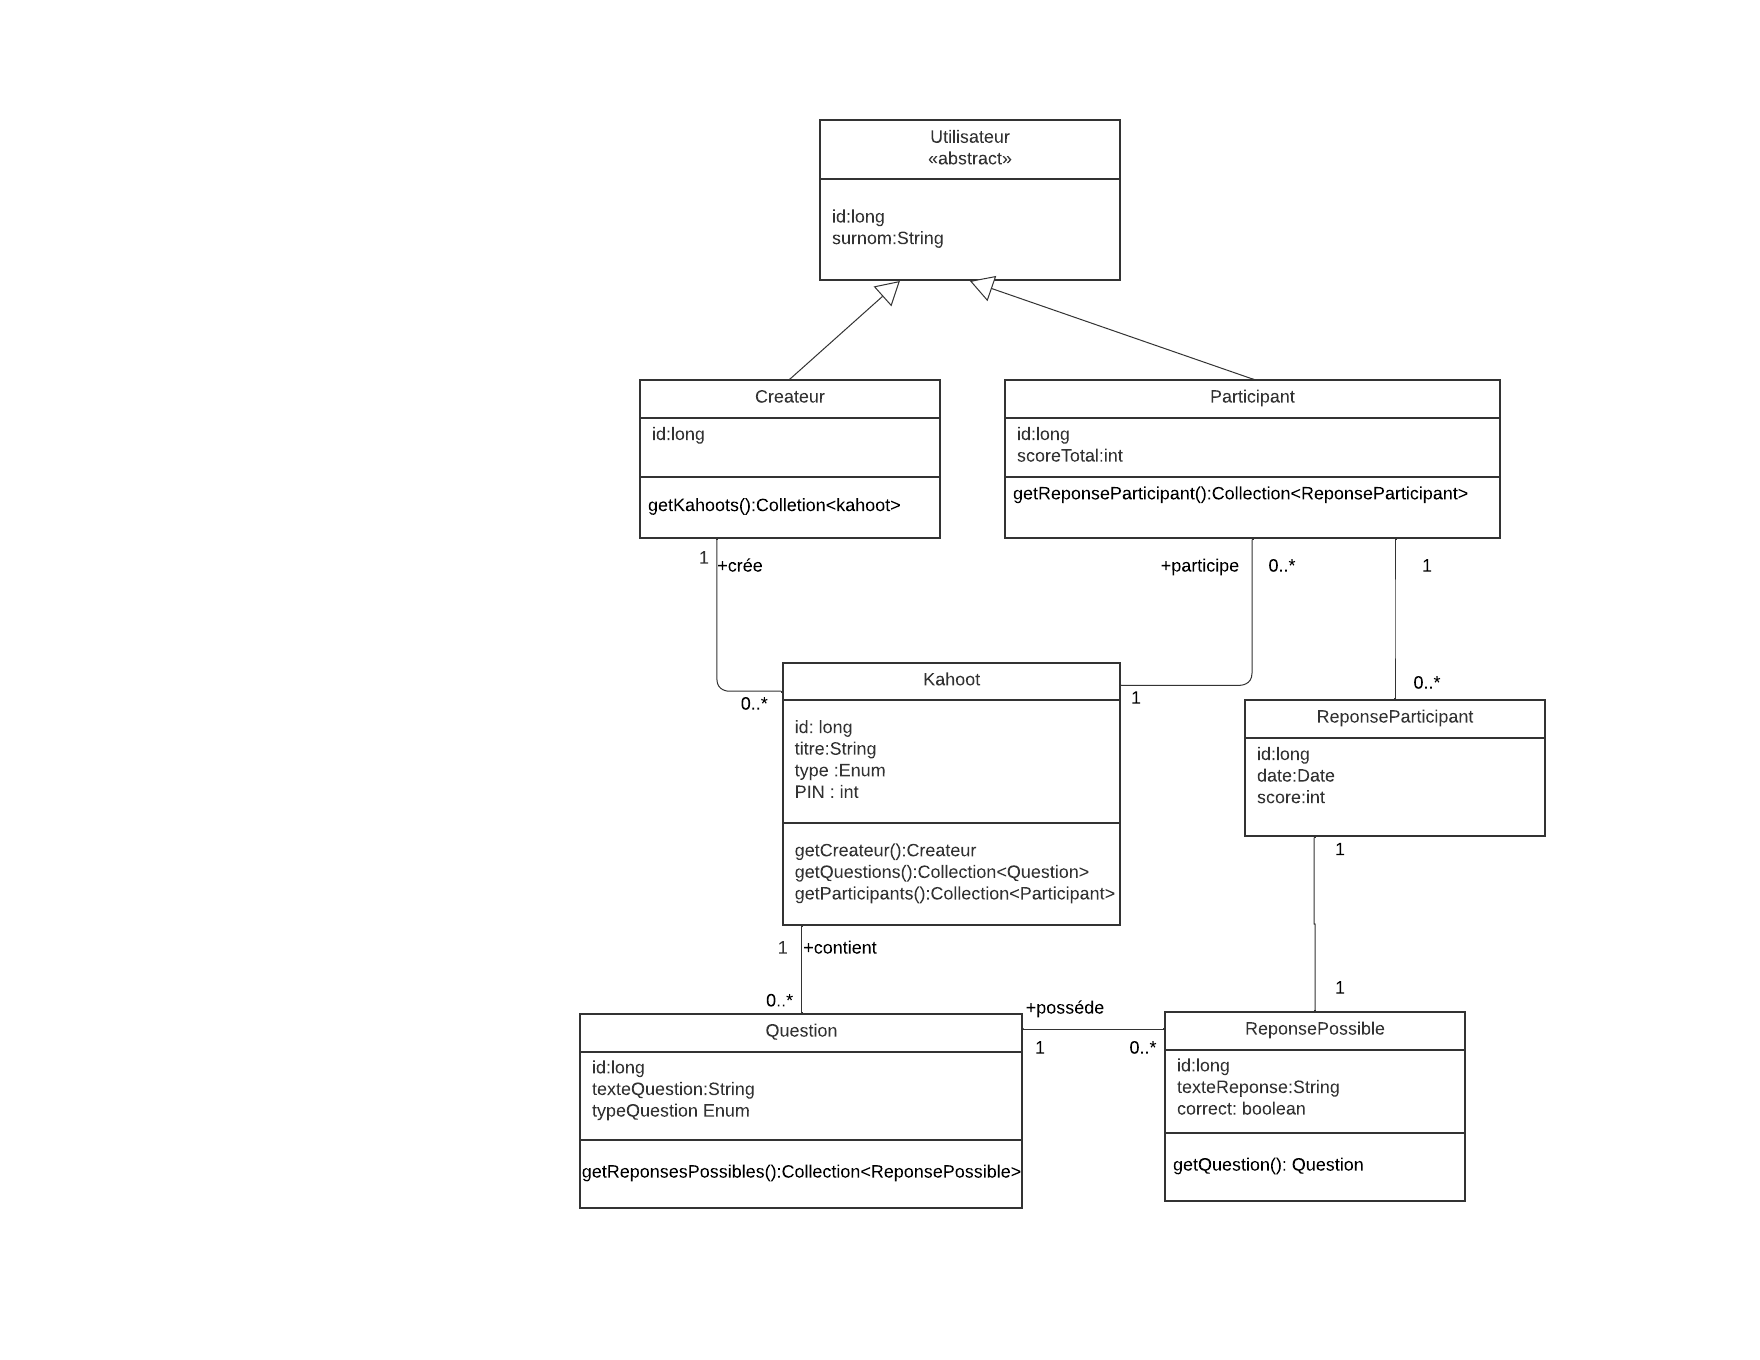 Utilisateur
«abstract»
id:long
surnom:String
Createur
id:long
getKahoots():Colletion<kahoot>
Participant
id:long
scoreTotal:int
getReponseParticipant():Collection<ReponseParticipant>
1
+crée
0..*
+participe
0..*
1
1
0..*
Kahoot
id: long
titre:String
type :Enum
PIN : int
getCreateur():Createur
getQuestions():Collection<Question>
getParticipants():Collection<Participant>
ReponseParticipant
id:long
date:Date
score:int
1
1
1
+contient
0..*
Question
id:long
texteQuestion:String
typeQuestion Enum
getReponsesPossibles():Collection<ReponsePossible>
+posséde
1
0..*
ReponsePossible
id:long
texteReponse:String
correct: boolean
getQuestion(): Question